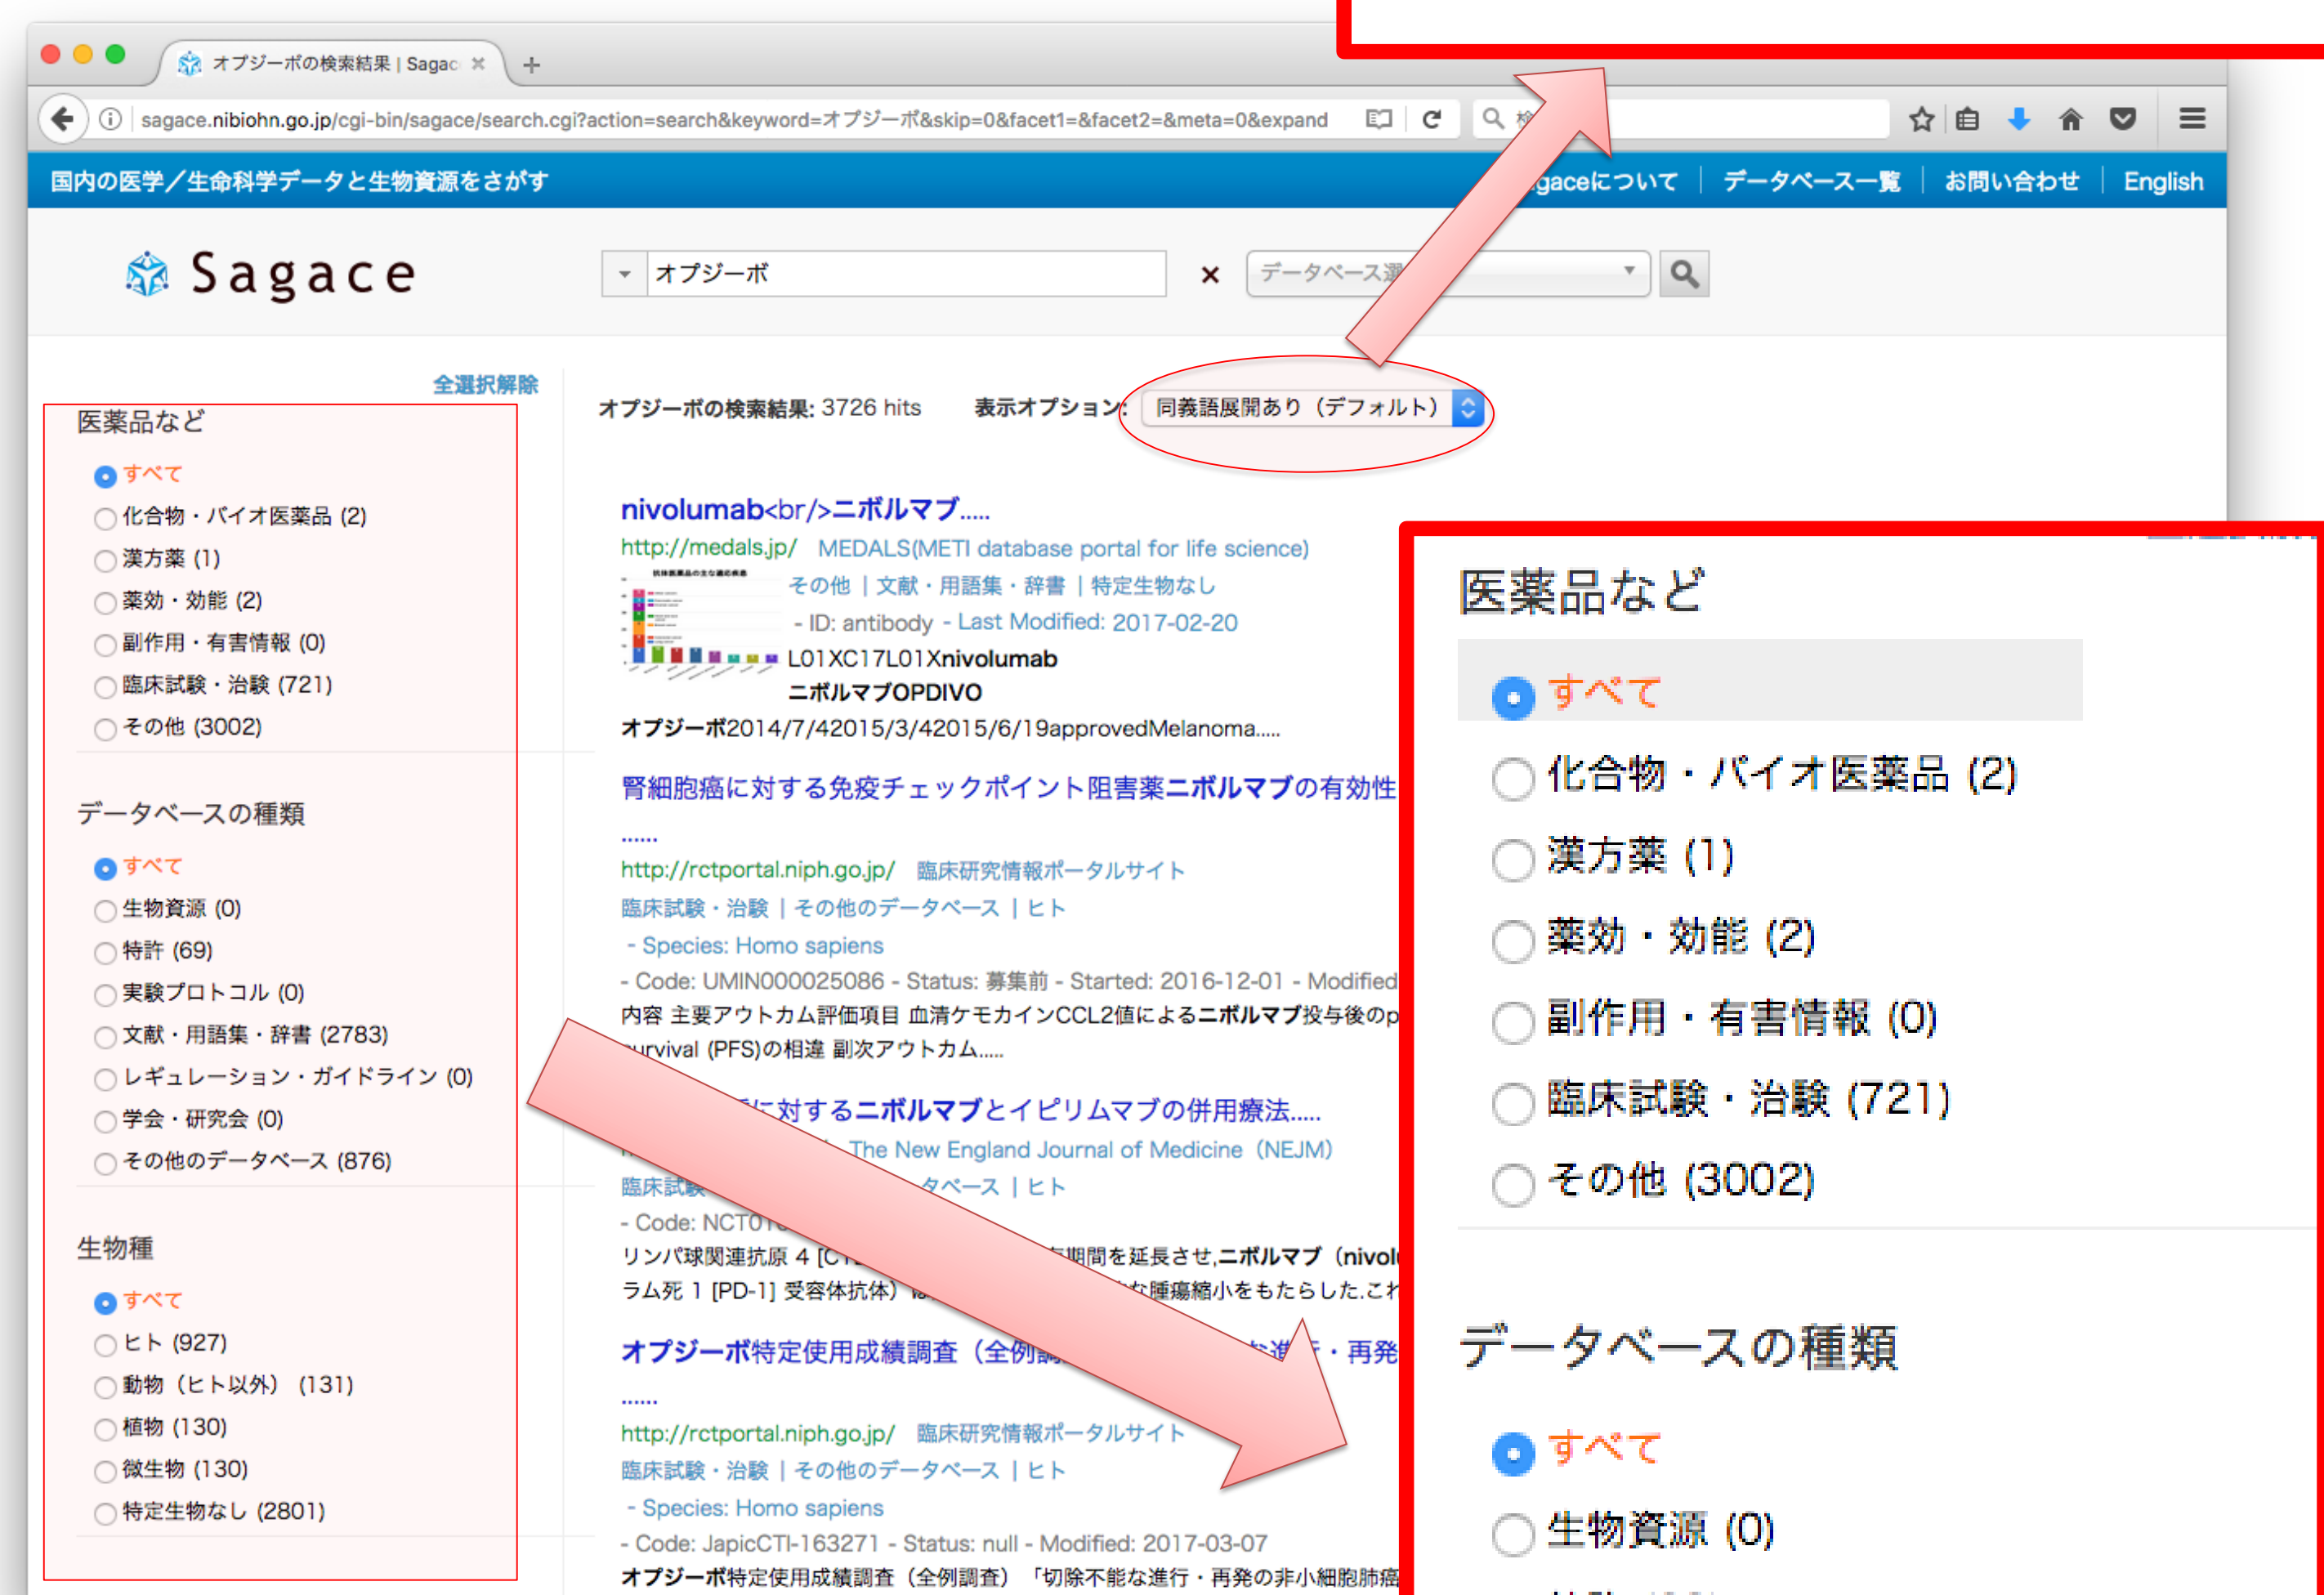 オプジーボの検索結果 | Sagac
sagace.nibiohn.go.jp/cgi-bin/sagace/search.cgi?action=search&keyword=オプジーボ&skip=0&facet1=&facet2=&meta=0&expand
国内の医学／生命科学データと生物資源をさがす
gaceについて
データベース一覧
お問い合わせ
English
Sagace
オプジーボ
データベース選
全選択解除
医薬品など
すべて
化合物・バイオ医薬品 (2)
漢方薬 (1)
薬効・効能 (2)
副作用・有害情報 (0)
臨床試験・治験 (721)
その他 (3002)
データベースの種類
すべて
生物資源 (0)
特許 (69)
実験プロトコル (0)
文献・用語集・辞書 (2783)
レギュレーション・ガイドライン (0)
学会・研究会 (0)
その他のデータベース (876)
生物種
すべて
ヒト (927)
動物（ヒト以外） (131)
植物 (130)
微生物 (130)
特定生物なし (2801)
オプジーボの検索結果: 3726 hits 表示オプション: 同義語展開あり（デフォルト）
nivolumab<br/>ニボルマブ.....
http://medals.jp/ MEDALS(METI database portal for life science)
抗体医薬品の主な適応疾患
その他 | 文献・用語集・辞書 | 特定生物なし
- ID: antibody - Last Modified: 2017-02-20
L01XC17L01Xnivolumab
ニボルマブOPDIVO
オプジーボ2014/7/42015/3/42015/6/19approvedMelanoma.....
腎細胞癌に対する免疫チェックポイント阻害薬ニボルマブの有効性
......
http://rctportal.niph.go.jp/ 臨床研究情報ポータルサイト
臨床試験・治験 | その他のデータベース | ヒト
- Species: Homo sapiens
- Code: UMIN000025086 - Status: 募集前 - Started: 2016-12-01 - Modified
内容 主要アウトカム評価項目 血清ケモカインCCL2値によるニボルマブ投与後のp
urvival (PFS)の相違 副次アウトカム.....
に対するニボルマブとイピリムマブの併用療法.....
The New England Journal of Medicine（NEJM）
臨床試験 タベース | ヒト
- Code: NCT01
リンパ球関連抗原 4 [C 期間を延長させ,ニボルマブ（nivol
ラム死 1 [PD-1] 受容体抗体） な腫瘍縮小をもたらした.これ
オプジーボ特定使用成績調査（全例調 な進行・再発
......
http://rctportal.niph.go.jp/ 臨床研究情報ポータルサイト
臨床試験・治験 | その他のデータベース | ヒト
- Species: Homo sapiens
- Code: JapicCTI-163271 - Status: null - Modified: 2017-03-07
オプジーボ特定使用成績調査（全例調査）「切除不能な進行・再発の非小細胞肺癌
医薬品など
すべて
化合物・バイオ医薬品 (2)
漢方薬 (1)
薬効・効能 (2)
副作用・有害情報 (0)
臨床試験・治験 (721)
その他 (3002)
データベースの種類
すべて
生物資源 (0)